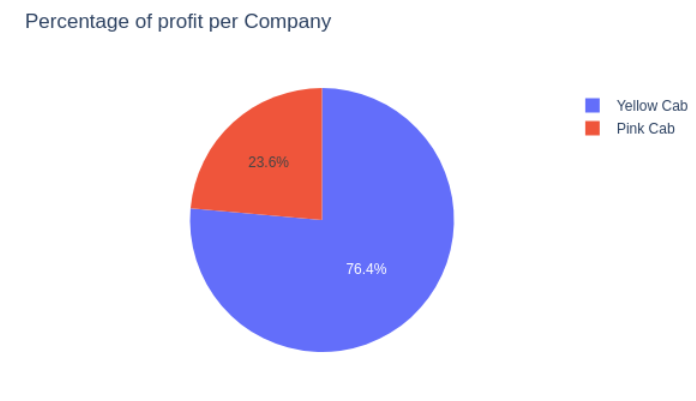 Percentage of profit per Company
Yellow Cab
Pink Cab
23.6%
76.4%